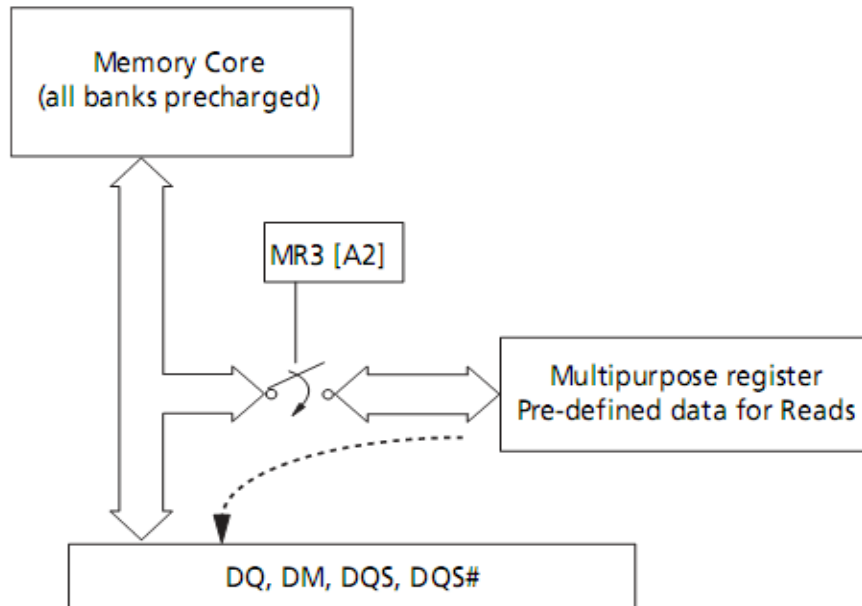 Memory Core
(all banks precharged)
MR3 [A2]
Multipurpose register
Pre-defined data for Reads
DQ, DM, DQS, DQS#